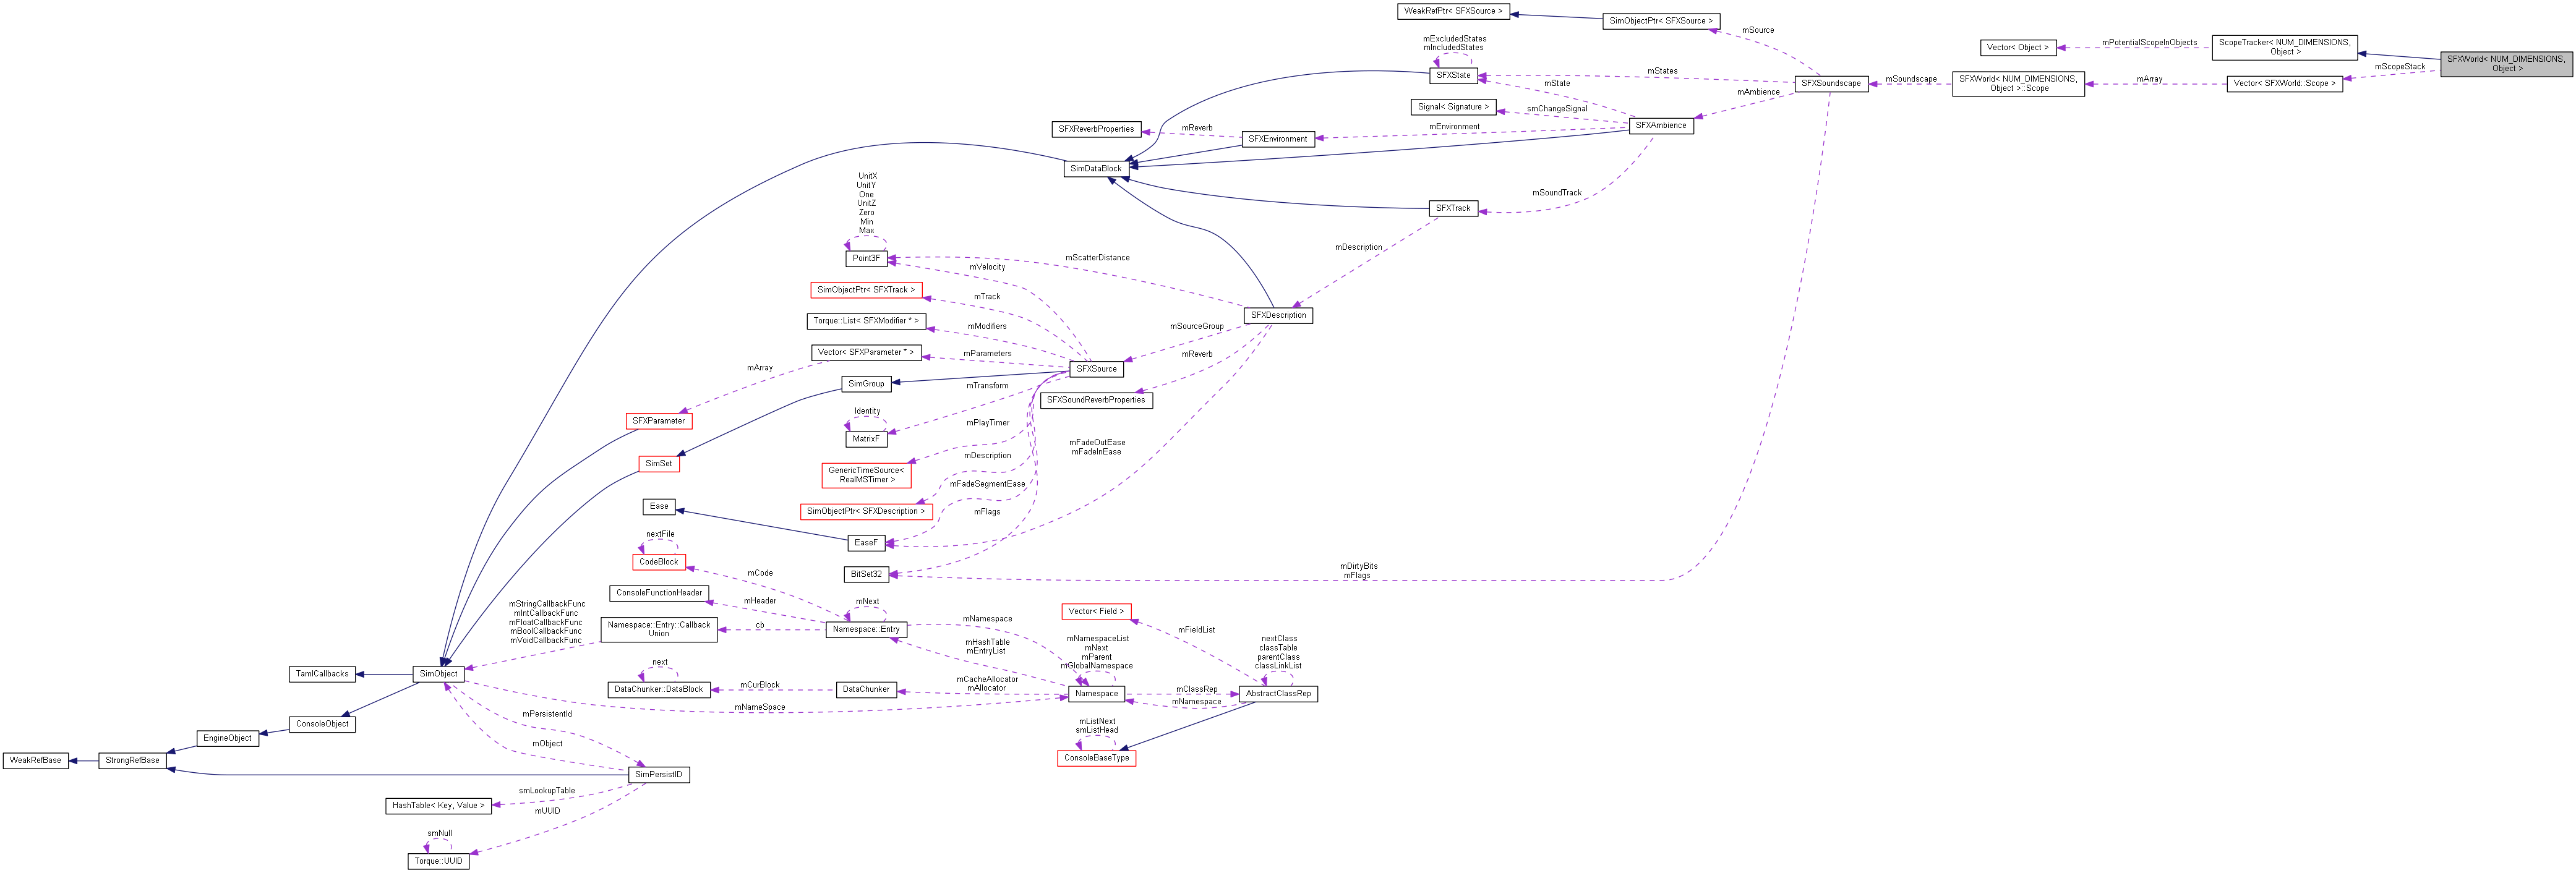 WeakRefPtr< SFXSource >
SimObjectPtr< SFXSource >
mSource
mExcludedStates
mIncludedStates
SFXState
mStates
mState
Vector< Object >
mPotentialScopeInObjects
ScopeTracker< NUM_DIMENSIONS,
Object >
SFXWorld< NUM_DIMENSIONS,
Object >
mScopeStack
SFXSoundscape
mSoundscape
SFXWorld< NUM_DIMENSIONS,
Object >::Scope
mArray
Vector< SFXWorld::Scope >
mAmbience
Signal< Signature >
smChangeSignal
SFXReverbProperties
mReverb
SFXEnvironment
mEnvironment
SFXAmbience
SimDataBlock
UnitX
UnitY
One
UnitZ
Zero
Min
Max
mSoundTrack
SFXTrack
mDescription
Point3F
mScatterDistance
mVelocity
SimObjectPtr< SFXTrack >
mTrack
Torque::List< SFXModifier * >
mModifiers
SFXDescription
mSourceGroup
Vector< SFXParameter * >
mParameters
mReverb
mArray
SFXSource
SimGroup
mTransform
SFXSoundReverbProperties
SFXParameter
Identity
MatrixF
mPlayTimer
mFadeOutEase
mFadeInEase
SimSet
mDescription
GenericTimeSource<
RealMSTimer >
mFadeSegmentEase
Ease
SimObjectPtr< SFXDescription >
mFlags
nextFile
EaseF
CodeBlock
mCode
BitSet32
mDirtyBits
mFlags
ConsoleFunctionHeader
mHeader
mNext
mStringCallbackFunc
mIntCallbackFunc
mFloatCallbackFunc
mBoolCallbackFunc
mVoidCallbackFunc
Namespace::Entry::Callback
Union
cb
Namespace::Entry
mNamespace
Vector< Field >
mFieldList
mHashTable
mEntryList
mNamespaceList
mNext
mParent
mGlobalNamespace
nextClass
classTable
parentClass
classLinkList
TamlCallbacks
SimObject
next
DataChunker::DataBlock
mCurBlock
DataChunker
mCacheAllocator
mAllocator
Namespace
mClassRep
AbstractClassRep
mNamespace
mNameSpace
mPersistentId
ConsoleObject
mListNext
smListHead
EngineObject
mObject
ConsoleBaseType
WeakRefBase
StrongRefBase
SimPersistID
smLookupTable
HashTable< Key, Value >
mUUID
smNull
Torque::UUID